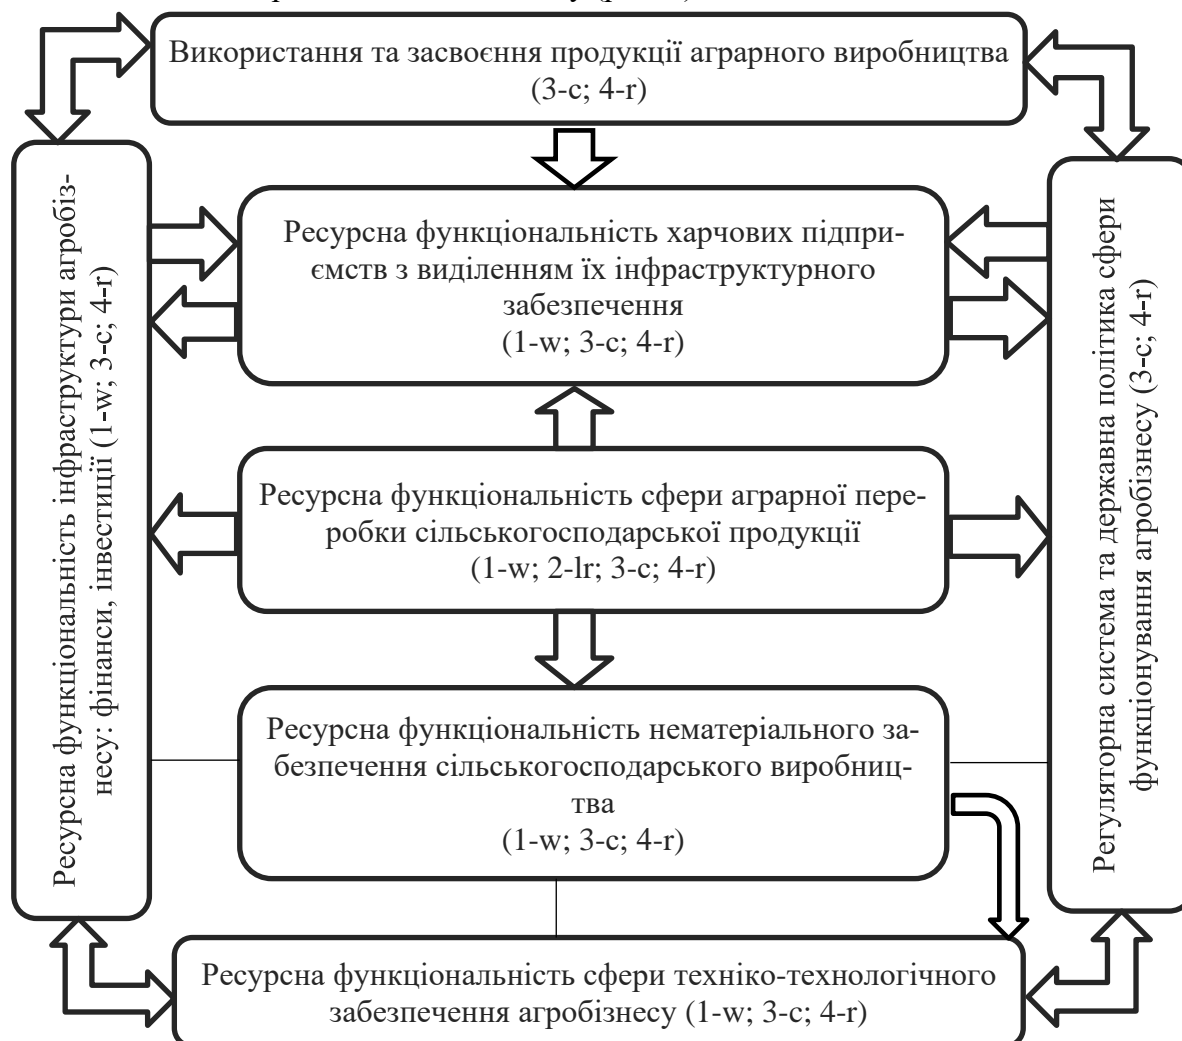 Використання та засвоєння продукції аграрного виробництва
(3-с; 4-r)
Ресурсна функціональність інфраструктури агробіз-
несу: фінанси, інвестиції (1-w; 3-с; 4-r)
Ресурсна функціональність харчових підпри-
ємств з виділенням їх інфраструктурного
забезпечення
(1-w; 3-с; 4-r)
Ресурсна функціональність сфери аграрної пере-
робки сільськогосподарської продукції
(1-w; 2-lr; 3-с; 4-r)
Ресурсна функціональність нематеріального за-
безпечення сільськогосподарського виробниц-
тва
(1-w; 3-с; 4-r)
Регуляторна система та державна політика сфери
функціонування агробізнесу (3-с; 4-r)
Ресурсна функціональність сфери техніко-технологічного
забезпечення агробізнесу (1-w; 3-с; 4-r)